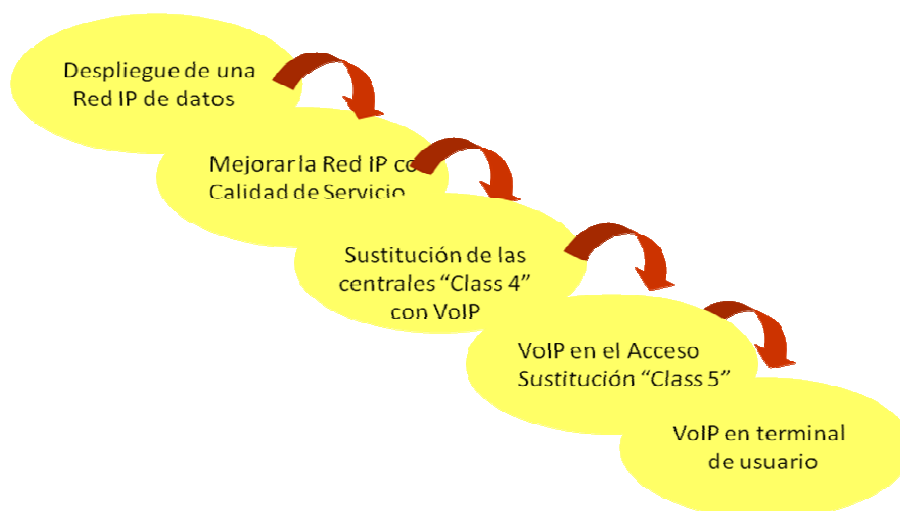 Despliegue de una
Red IP de datos
Mejorar la Red IP co
Calidad de Servicio
Sustitución de las
centrales “Class 4”
con VoIP
VoIP en el Acceso
Sustitución “Class 5”
VoIP en terminal
de usuario